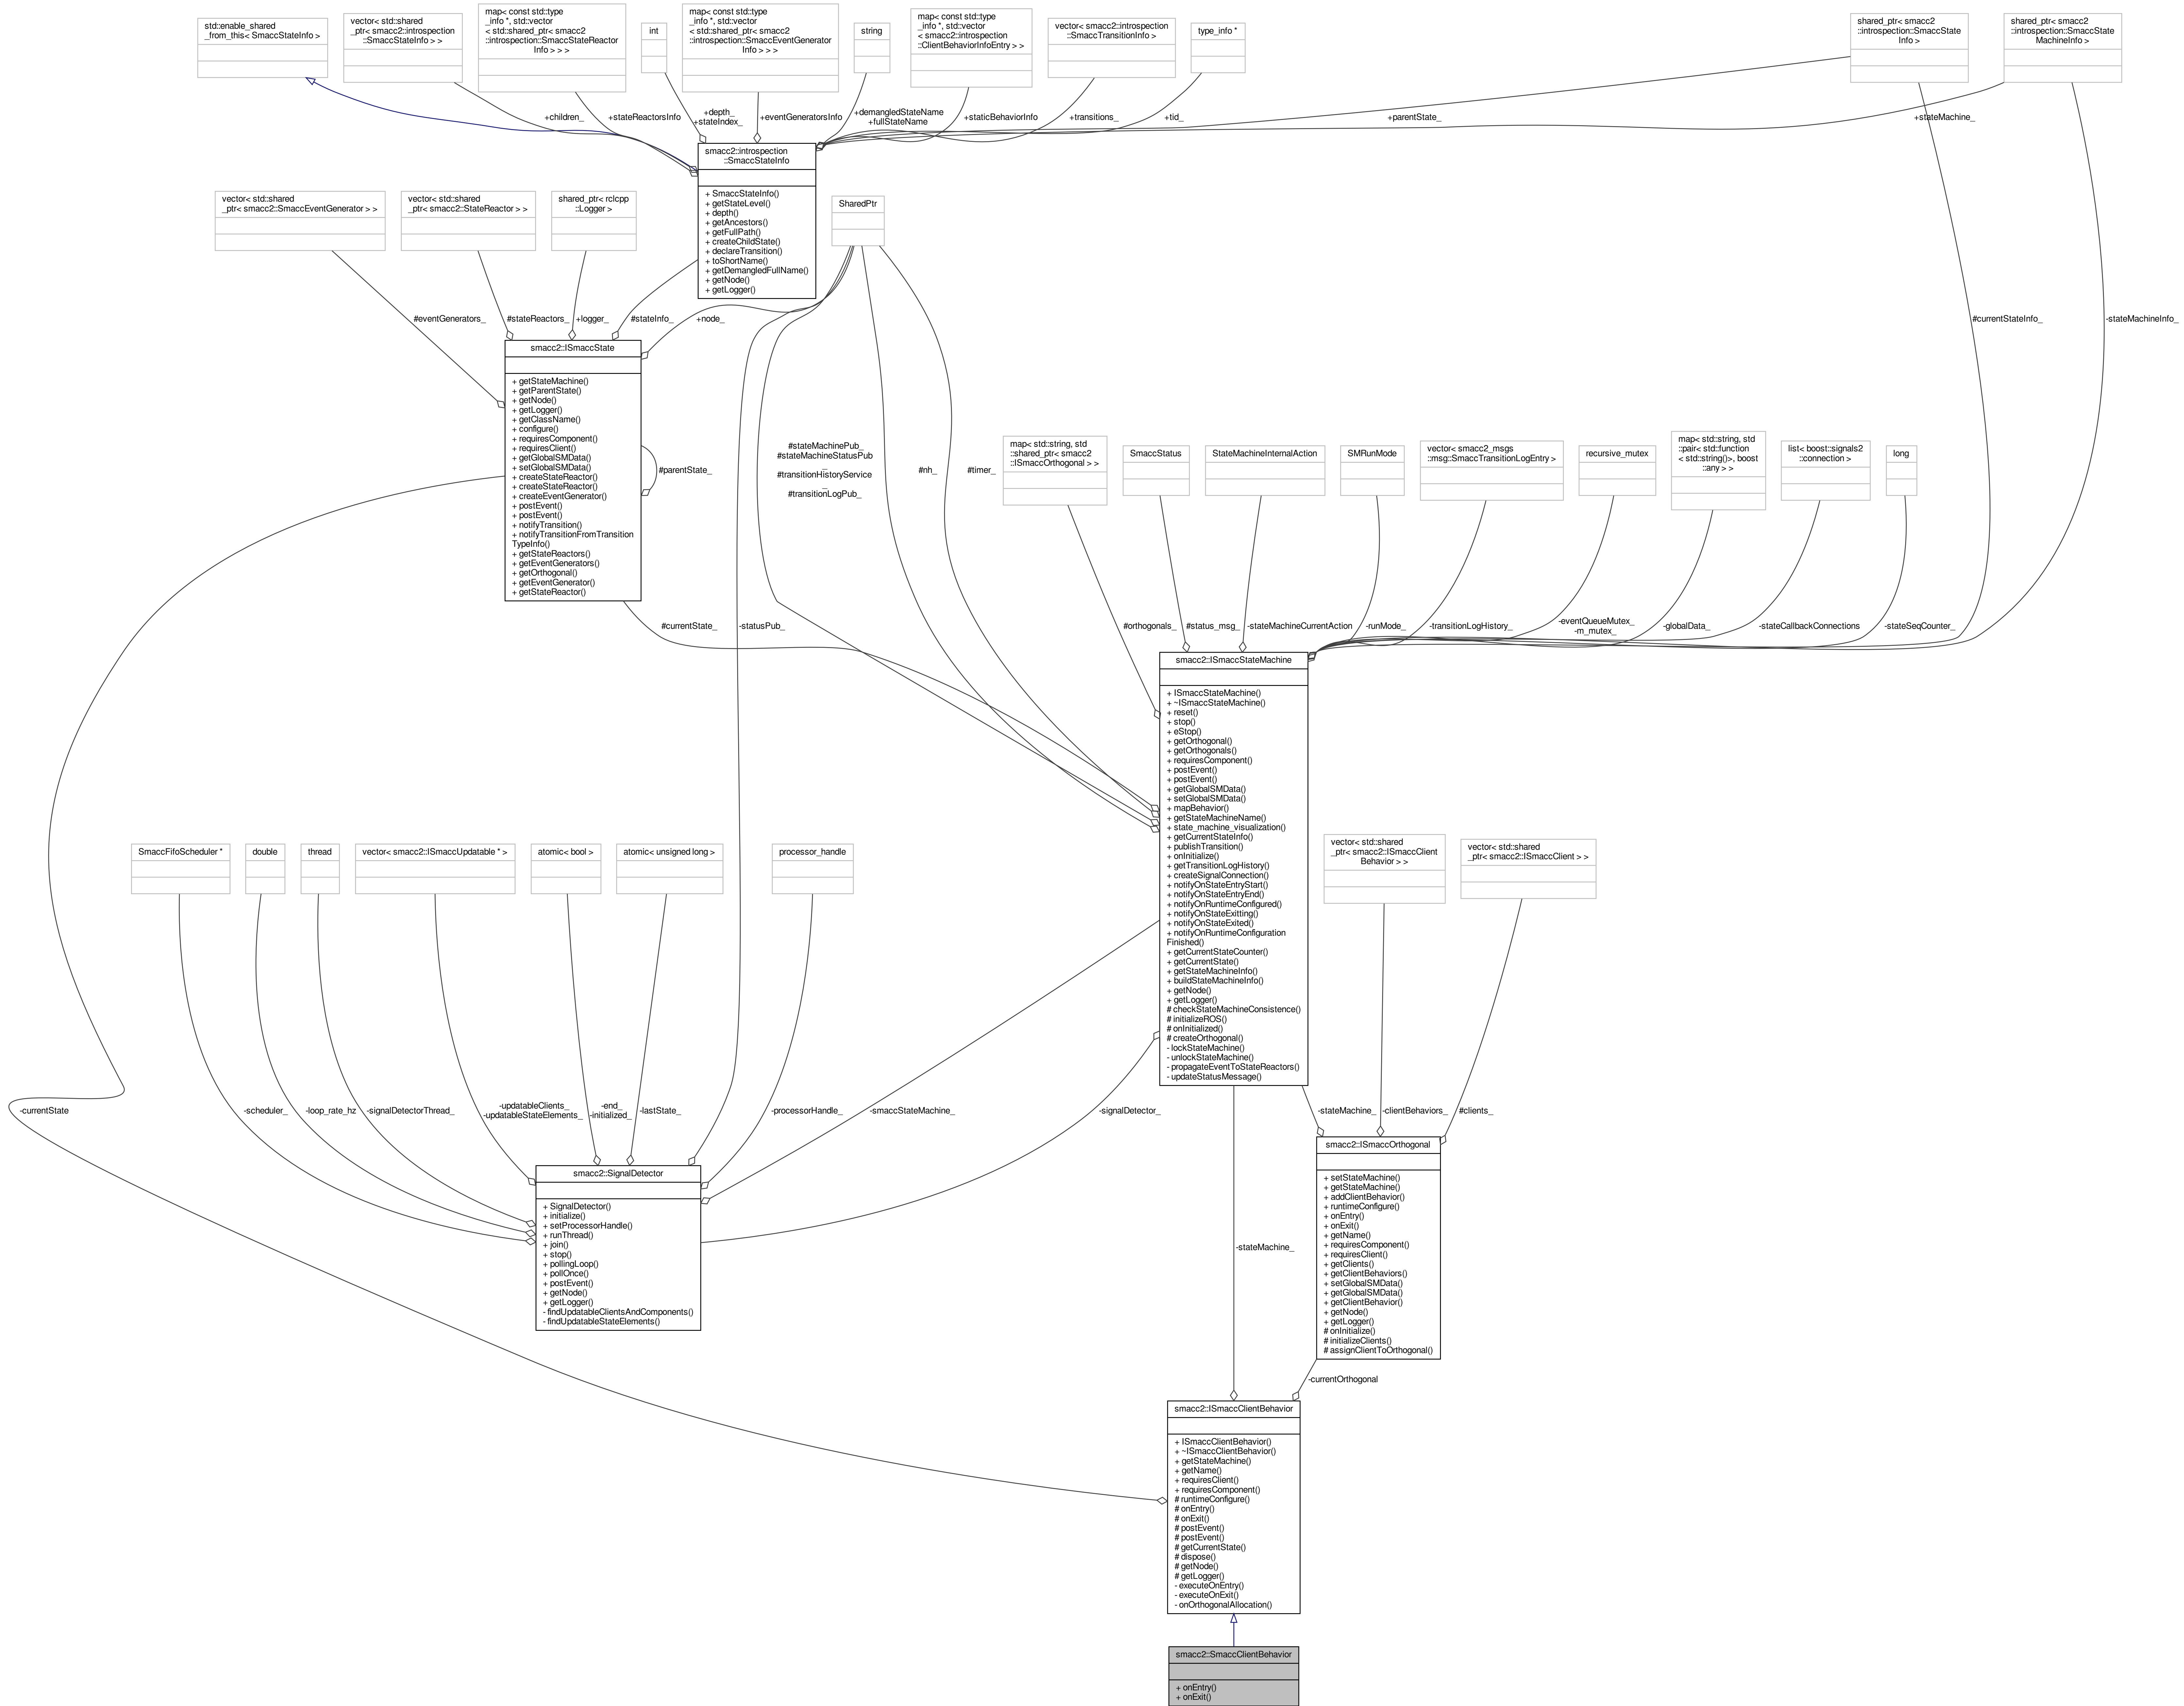 std::enable_shared
_from_this< SmaccStateInfo >
vector< std::shared
_ptr< smacc2::introspection
::SmaccStateInfo > >
map< const std::type
_info *, std::vector
< std::shared_ptr< smacc2
::introspection::SmaccStateReactor
Info > > >
int
map< const std::type
_info *, std::vector
< std::shared_ptr< smacc2
::introspection::SmaccEventGenerator
Info > > >
string
map< const std::type
_info *, std::vector
< smacc2::introspection
::ClientBehaviorInfoEntry > >
vector< smacc2::introspection
::SmaccTransitionInfo >
type_info *
shared_ptr< smacc2
::introspection::SmaccState
Info >
shared_ptr< smacc2
::introspection::SmaccState
MachineInfo >
+children_
+stateReactorsInfo
+depth_
+stateIndex_
+eventGeneratorsInfo
+demangledStateName
+fullStateName
+staticBehaviorInfo
+transitions_
+tid_
+parentState_
+stateMachine_
smacc2::introspection
::SmaccStateInfo
+ SmaccStateInfo()
+ getStateLevel()
+ depth()
+ getAncestors()
+ getFullPath()
+ createChildState()
+ declareTransition()
+ toShortName()
+ getDemangledFullName()
+ getNode()
+ getLogger()
vector< std::shared
_ptr< smacc2::SmaccEventGenerator > >
vector< std::shared
_ptr< smacc2::StateReactor > >
shared_ptr< rclcpp
::Logger >
SharedPtr
#eventGenerators_
#stateReactors_
+logger_
#stateInfo_
+node_
#currentStateInfo_
-stateMachineInfo_
smacc2::ISmaccState
+ getStateMachine()
+ getParentState()
+ getNode()
+ getLogger()
+ getClassName()
+ configure()
+ requiresComponent()
+ requiresClient()
+ getGlobalSMData()
+ setGlobalSMData()
+ createStateReactor()
+ createStateReactor()
+ createEventGenerator()
+ postEvent()
+ postEvent()
+ notifyTransition()
+ notifyTransitionFromTransition
TypeInfo()
+ getStateReactors()
+ getEventGenerators()
+ getOrthogonal()
+ getEventGenerator()
+ getStateReactor()
#parentState_
#stateMachinePub_
#stateMachineStatusPub
_
#transitionHistoryService
_
#transitionLogPub_
#nh_
#timer_
map< std::string, std
::shared_ptr< smacc2
::ISmaccOrthogonal > >
SmaccStatus
StateMachineInternalAction
SMRunMode
vector< smacc2_msgs
::msg::SmaccTransitionLogEntry >
recursive_mutex
map< std::string, std
::pair< std::function
< std::string()>, boost
::any > >
list< boost::signals2
::connection >
long
#currentState_
-statusPub_
#orthogonals_
#status_msg_
-stateMachineCurrentAction
-runMode_
-transitionLogHistory_
-eventQueueMutex_
-m_mutex_
-globalData_
-stateCallbackConnections
-stateSeqCounter_
smacc2::ISmaccStateMachine
+ ISmaccStateMachine()
+ ~ISmaccStateMachine()
+ reset()
+ stop()
+ eStop()
+ getOrthogonal()
+ getOrthogonals()
+ requiresComponent()
+ postEvent()
+ postEvent()
+ getGlobalSMData()
+ setGlobalSMData()
+ mapBehavior()
+ getStateMachineName()
+ state_machine_visualization()
+ getCurrentStateInfo()
+ publishTransition()
+ onInitialize()
+ getTransitionLogHistory()
+ createSignalConnection()
+ notifyOnStateEntryStart()
+ notifyOnStateEntryEnd()
+ notifyOnRuntimeConfigured()
+ notifyOnStateExitting()
+ notifyOnStateExited()
+ notifyOnRuntimeConfiguration
Finished()
+ getCurrentStateCounter()
+ getCurrentState()
+ getStateMachineInfo()
+ buildStateMachineInfo()
+ getNode()
+ getLogger()
# checkStateMachineConsistence()
# initializeROS()
# onInitialized()
# createOrthogonal()
- lockStateMachine()
- unlockStateMachine()
- propagateEventToStateReactors()
- updateStatusMessage()
SmaccFifoScheduler *
double
thread
vector< smacc2::ISmaccUpdatable * >
atomic< bool >
atomic< unsigned long >
processor_handle
vector< std::shared
_ptr< smacc2::ISmaccClient
Behavior > >
vector< std::shared
_ptr< smacc2::ISmaccClient > >
-currentState
-scheduler_
-loop_rate_hz
-signalDetectorThread_
-updatableClients_
-updatableStateElements_
-end_
-initialized_
-lastState_
-processorHandle_
-smaccStateMachine_
-signalDetector_
-stateMachine_
-clientBehaviors_
#clients_
smacc2::SignalDetector
+ SignalDetector()
+ initialize()
+ setProcessorHandle()
+ runThread()
+ join()
+ stop()
+ pollingLoop()
+ pollOnce()
+ postEvent()
+ getNode()
+ getLogger()
- findUpdatableClientsAndComponents()
- findUpdatableStateElements()
smacc2::ISmaccOrthogonal
+ setStateMachine()
+ getStateMachine()
+ addClientBehavior()
+ runtimeConfigure()
+ onEntry()
+ onExit()
+ getName()
+ requiresComponent()
+ requiresClient()
+ getClients()
+ getClientBehaviors()
+ setGlobalSMData()
+ getGlobalSMData()
+ getClientBehavior()
+ getNode()
+ getLogger()
# onInitialize()
# initializeClients()
# assignClientToOrthogonal()
-stateMachine_
-currentOrthogonal
smacc2::ISmaccClientBehavior
+ ISmaccClientBehavior()
+ ~ISmaccClientBehavior()
+ getStateMachine()
+ getName()
+ requiresClient()
+ requiresComponent()
# runtimeConfigure()
# onEntry()
# onExit()
# postEvent()
# postEvent()
# getCurrentState()
# dispose()
# getNode()
# getLogger()
- executeOnEntry()
- executeOnExit()
- onOrthogonalAllocation()
smacc2::SmaccClientBehavior
+ onEntry()
+ onExit()